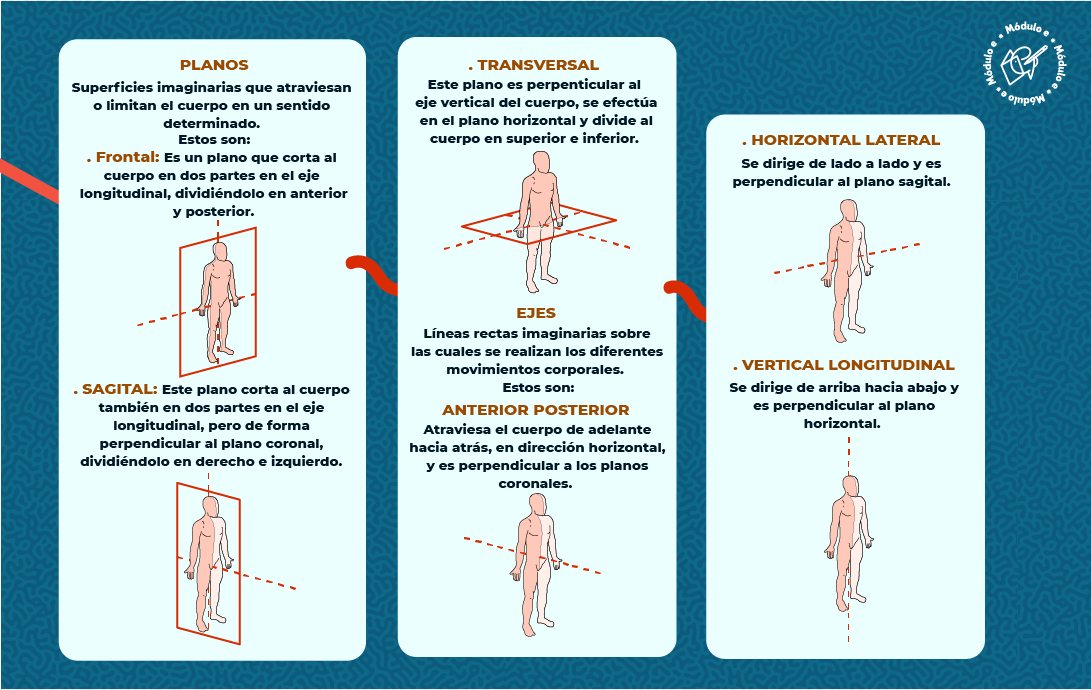 PLANOS
Superficies imaginarias que atraviesan
o limitan el cuerpo en un sentido
determinado.
Estos son:
. Frontal: Es un plano que corta al
cuerpo en dos partes en el eje
longitudinal, dividiéndolo en anterior
y posterior.
. SAGITAL: Este plano corta al cuerpo
también en dos partes en el eje
longitudinal, pero de forma
perpendicular al plano coronal,
dividiéndolo en derecho e izquierdo.
. TRANSVERSAL
Este plano es perpenticular al
eje vertical del cuerpo, se efectúa
en el plano horizontal y divide al
cuerpo en superior e inferior.
EJES
Líneas rectas imaginarias sobre
las cuales se realizan los diferentes
movimientos corporales.
Estos son:
ANTERIOR POSTERIOR
Atraviesa el cuerpo de adelante
hacia atrás, en dirección horizontal,
y es perpendicular a los planos
coronales.
. HORIZONTAL LATERAL
Se dirige de lado a lado y es
perpendicular al plano sagital.
. VERTICAL LONGITUDINAL
Se dirige de arriba hacia abajo y
es perpendicular al plano
horizontal.
Módulo e • Módulo e • Módulo e • Módulo e •